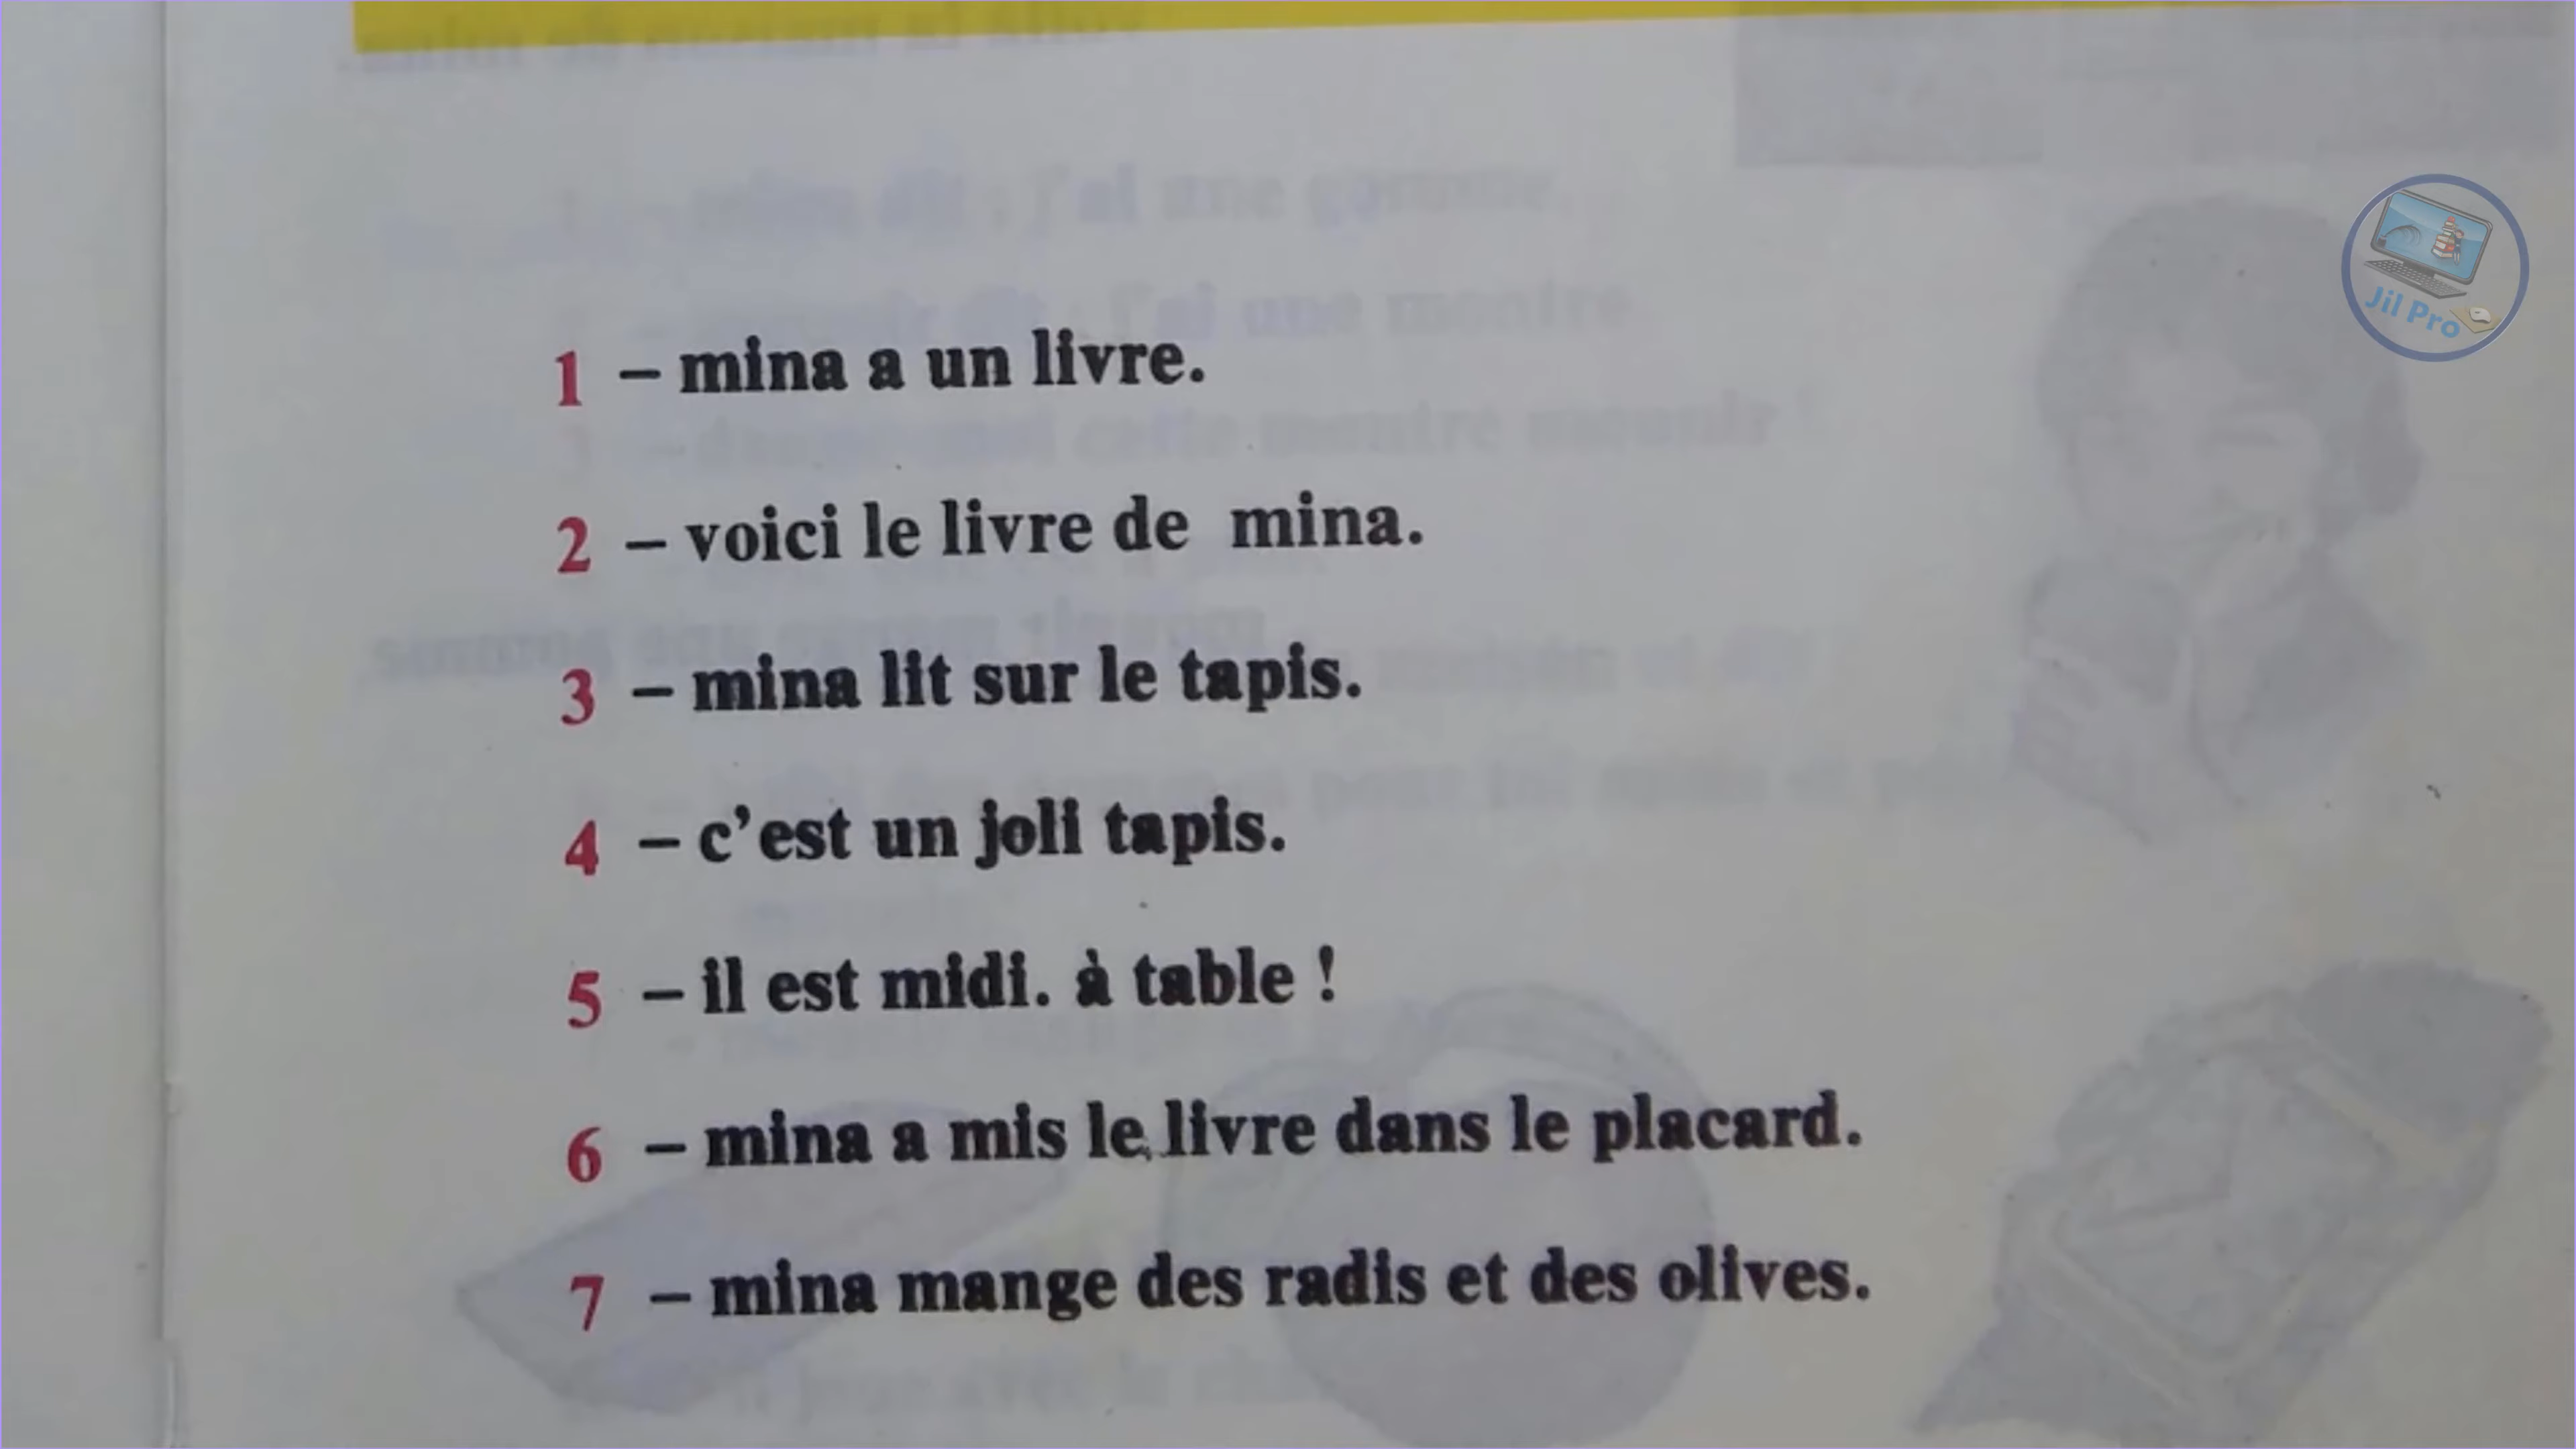 1 – mina a un livre.
2 – voici le livre de mina.
3 – mina lit sur le tapis.
4 – c'est un joli tapis.
5 – il est midi. à table !
6 – mina a mis le livre dans le placard.
7 – mina mange des radis et des olives.
Jil Pro